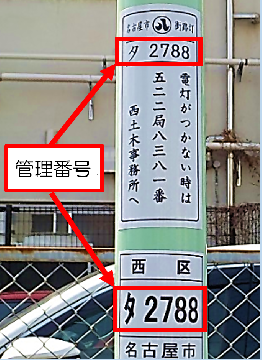 名古屋市 八 街路灯
タ 2788
電灯がつかない時は
五二二局八三八一番
西土木事務所へ
管理番号
西区
タ 2788
名古屋市